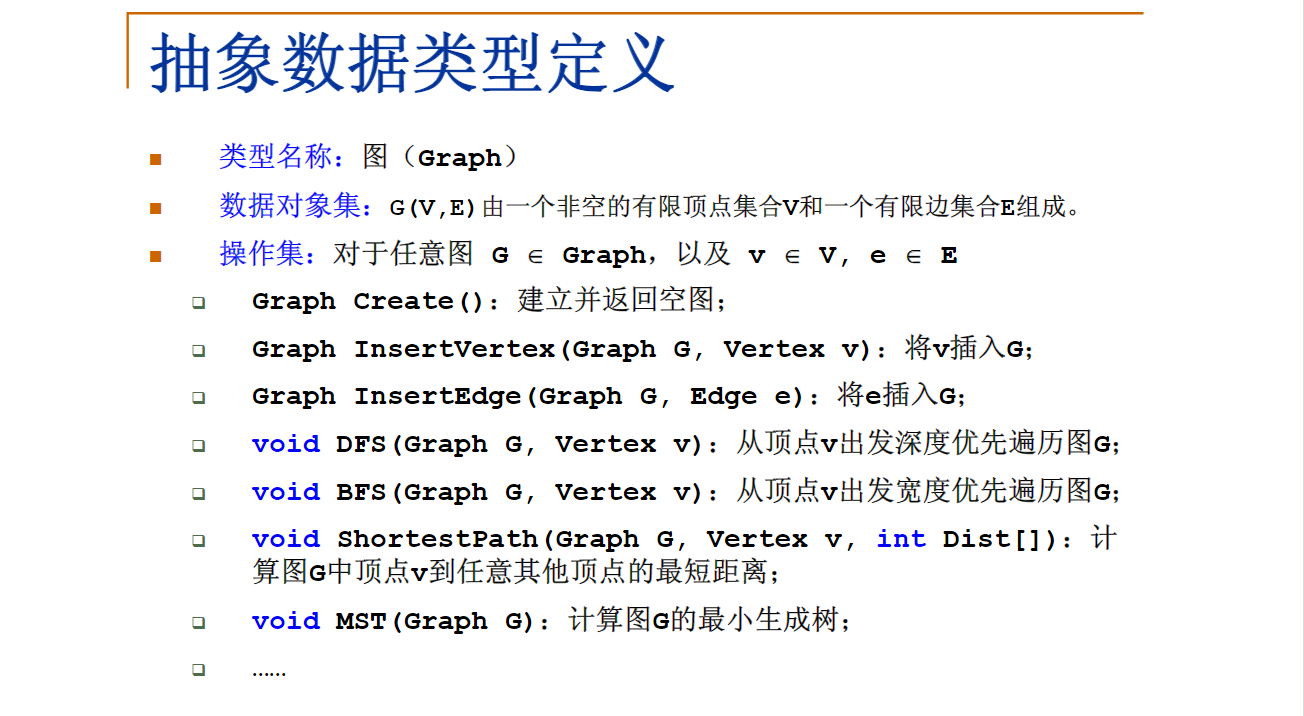 抽象数据类型定义
类型名称：图（Graph）
数据对象集：G(V,E)由一个非空的有限顶点集合V和一个有限边集合E组成。
操作集：对于任意图 G ∈ Graph，以及 v ∈ V, e ∈ E
Graph Create()：建立并返回空图；
Graph InsertVertex(Graph G, Vertex v)：将v插入G；
Graph InsertEdge(Graph G, Edge e)：将e插入G；
void DFS(Graph G, Vertex v)：从顶点v出发深度优先遍历图G；
void BFS(Graph G, Vertex v)：从顶点v出发宽度优先遍历图G；
void ShortestPath(Graph G, Vertex v, int Dist[])：计
算图G中顶点v到任意其他顶点的最短距离；
void MST(Graph G)：计算图G的最小生成树；
……